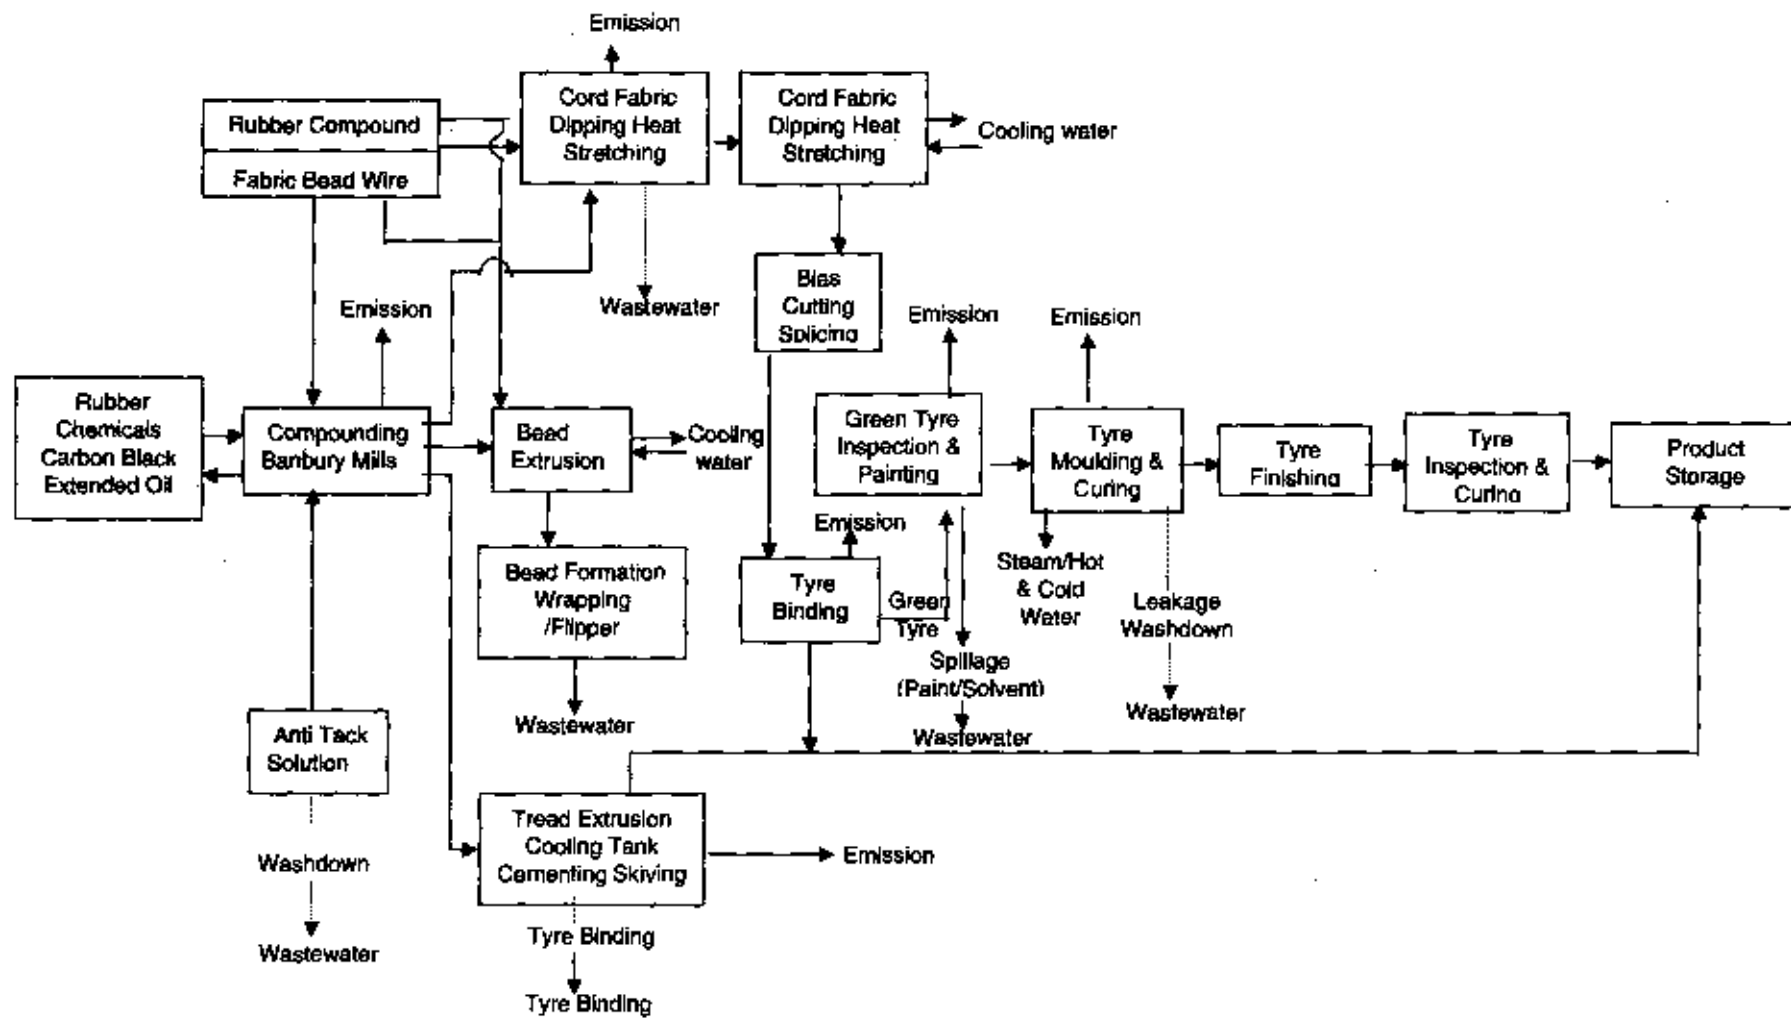 Emission
Cord Fabric
Dipping Heat
Stretching
Cord Fabric
Dipping Heat
Stretching
Cooling water
Rubber Compound
Fabric Bead Wire
Wastewater
Bias
Cutting
Splicing
Emission
Emission
Emission
Rubber
Chemicals
Carbon Black
Extended Oil
Compounding
Banbury Mills
Bead
Extrusion
Cooling
water
Green Tyre
Inspection &
Painting
Tyre
Moulding &
Curing
Tyre
Finishing
Tyre
Inspection &
Curing
Product
Storage
Emission
Bead Formation
Wrapping
/Flipper
Tyre
Binding
Green
Tyre
Steam/Hot
& Cold
Water
Leakage
Washdown
Spillage
(Paint/Solvent)
Wastewater
Wastewater
Wastewater
Anti Tack
Solution
Tread Extrusion
Cooling Tank
Cementing Skiving
Emission
Washdown
Wastewater
Tyre Binding
Tyre Binding